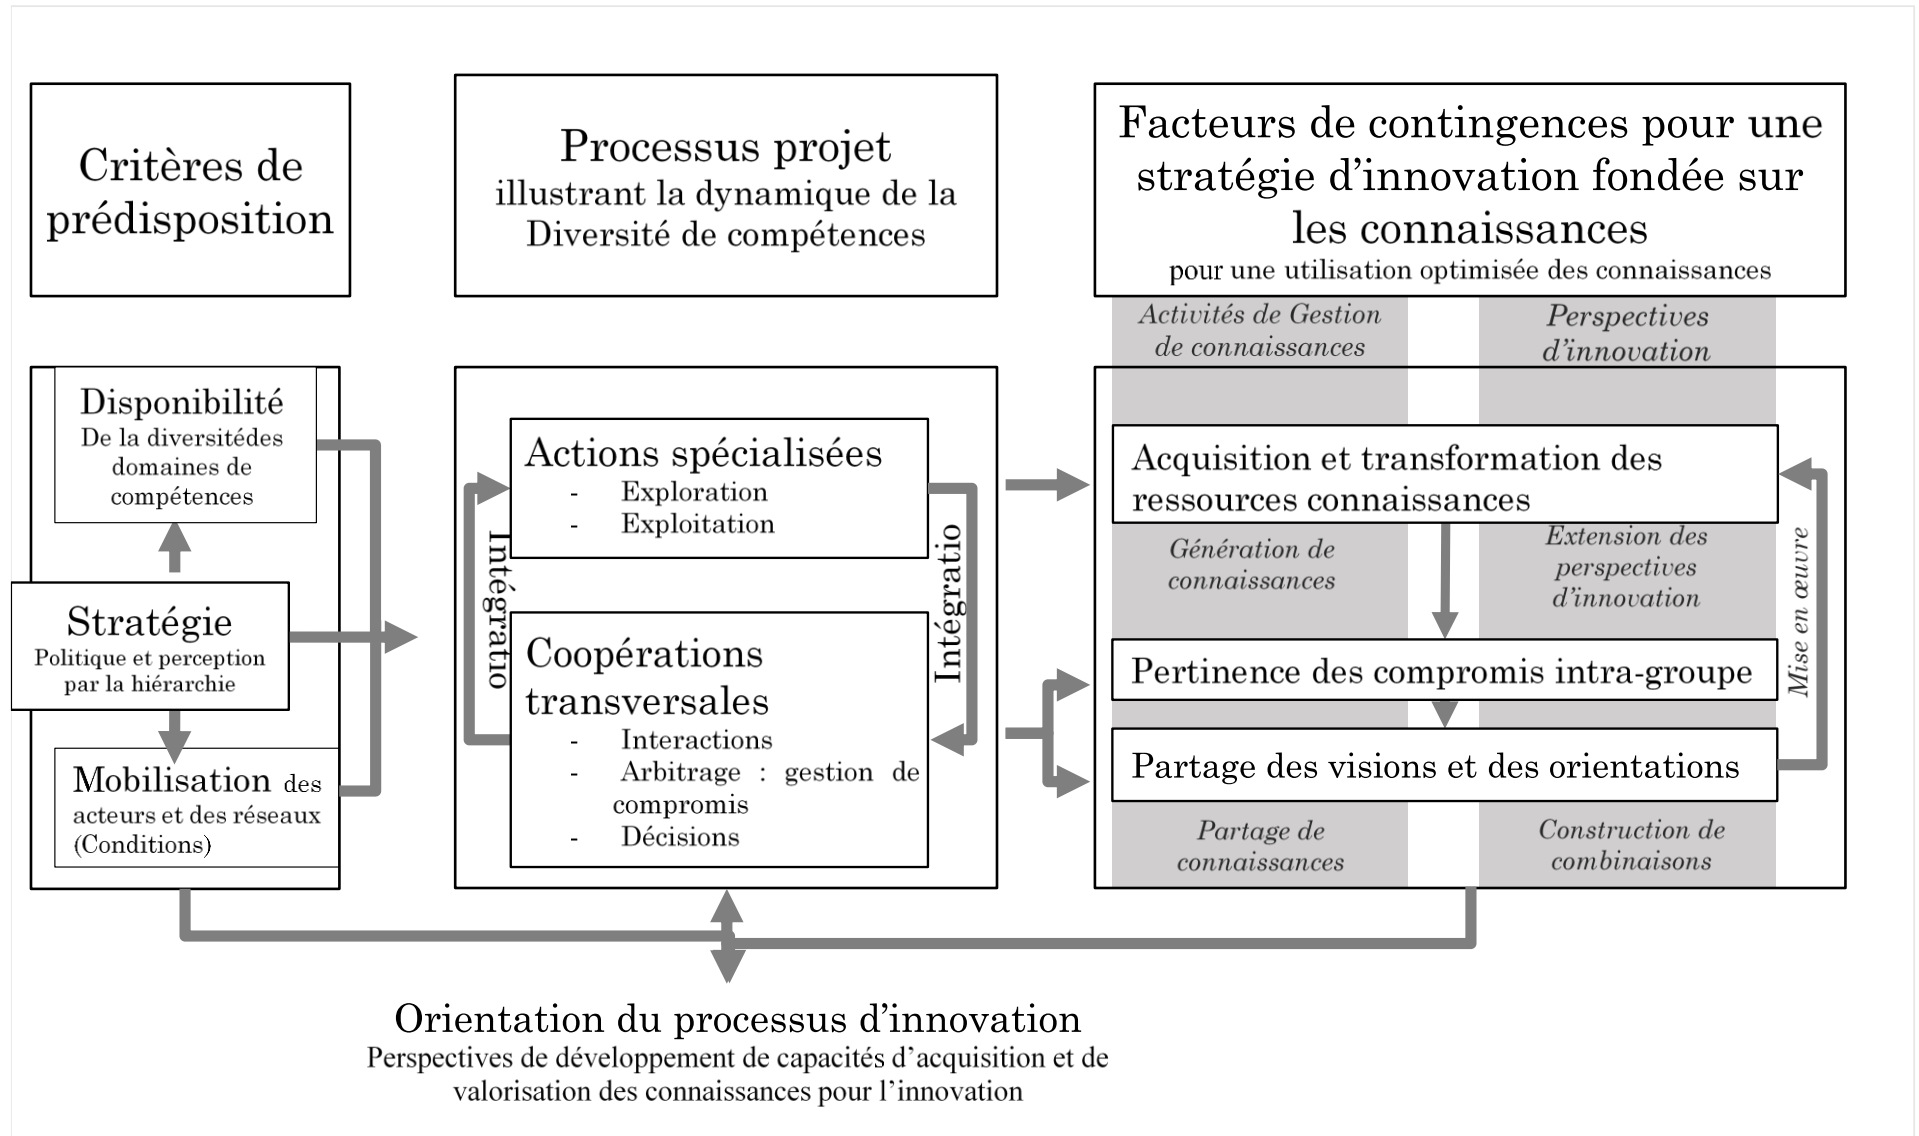 Critères de
prédisposition
Processus projet
illustrant la dynamique de la
Diversité de compétences
Facteurs de contingences pour une
stratégie d’innovation fondée sur
les connaissances
pour une utilisation optimisée des connaissances
Activités de Gestion
de connaissances
Perspectives
d’innovation
Disponibilité
De la diversitédes
domaines de
compétences
Stratégie
Politique et perception
par la hiérarchie
Mobilisation des
acteurs et des réseaux
(Conditions)
Intégratio
Actions spécialisées
- Exploration
- Exploitation
Intégratio
Coopérations
transversales
- Interactions
- Arbitrage : gestion de
compromis
- Décisions
Acquisition et transformation des
ressources connaissances
Génération de
connaissances
Extension des
perspectives
d’innovation
Mise en œuvre
Pertinence des compromis intra-groupe
Partage des visions et des orientations
Partage de
connaissances
Construction de
combinaisons
Orientation du processus d’innovation
Perspectives de développement de capacités d’acquisition et de
valorisation des connaissances pour l’innovation